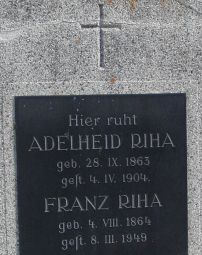 Hier ruht
ADELHEID RIHA
geb. 28. IX. 1863
gest. 4. IV. 1904.
FRANZ RIHA
geb. 4. VIII. 1864
gest. 8. III. 1949.